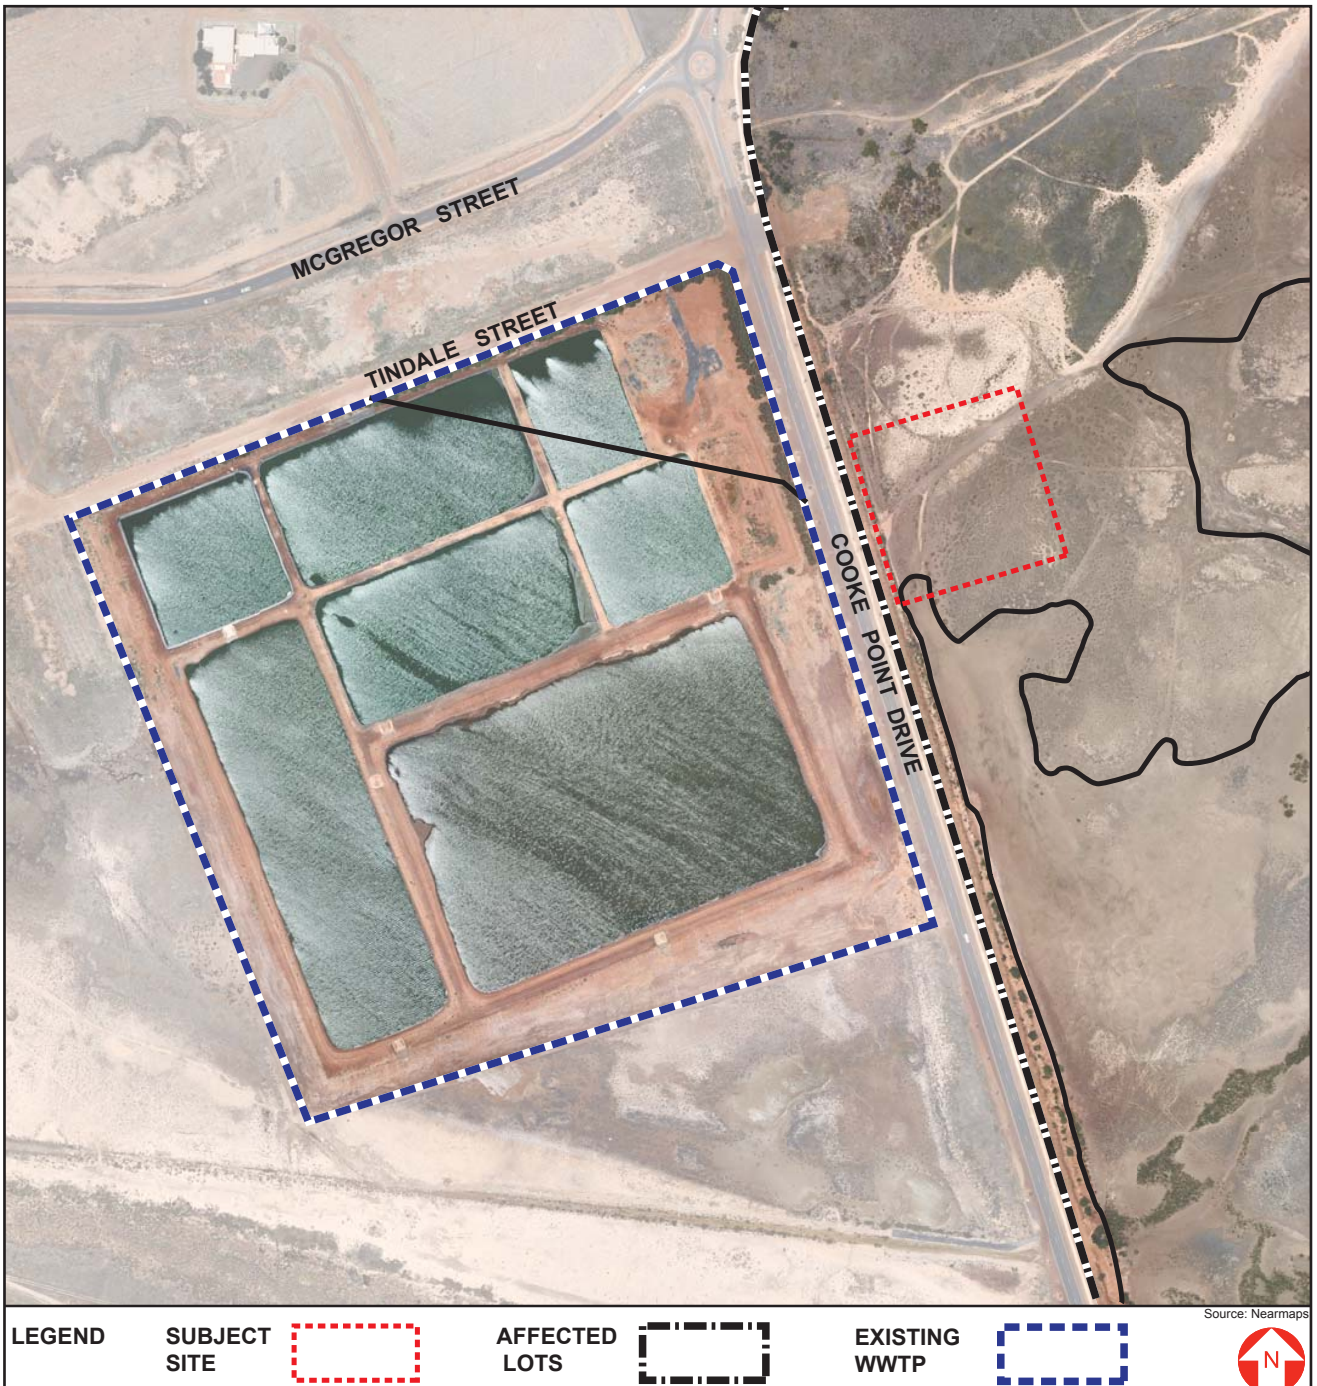 MCGREGOR STREET
TINDALE STREET
COOKE POINT DRIVE
Source: Nearmaps
LEGEND
SUBJECT
SITE
AFFECTED
LOTS
EXISTING
WWTP
N